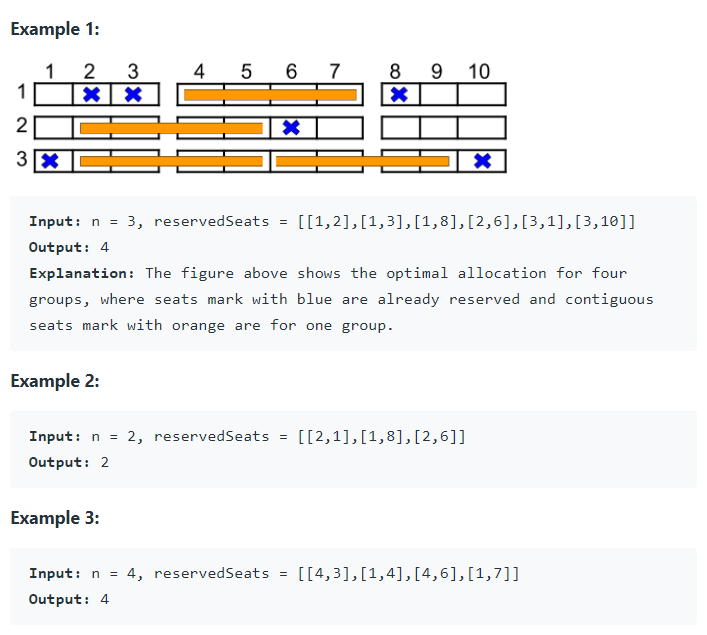 Example 1:
1 2 3 4 5 6 7 8 9 10
1
2
3
Input: n = 3, reservedSeats = [[1,2],[1,3],[1,8],[2,6],[3,1],[3,10]]
Output: 4
Explanation: The figure above shows the optimal allocation for four
groups, where seats mark with blue are already reserved and contiguous
seats mark with orange are for one group.
Example 2:
Input: n = 2, reservedSeats = [[2,1],[1,8],[2,6]]
Output: 2
Example 3:
Input: n = 4, reservedSeats = [[4,3],[1,4],[4,6],[1,7]]
Output: 4